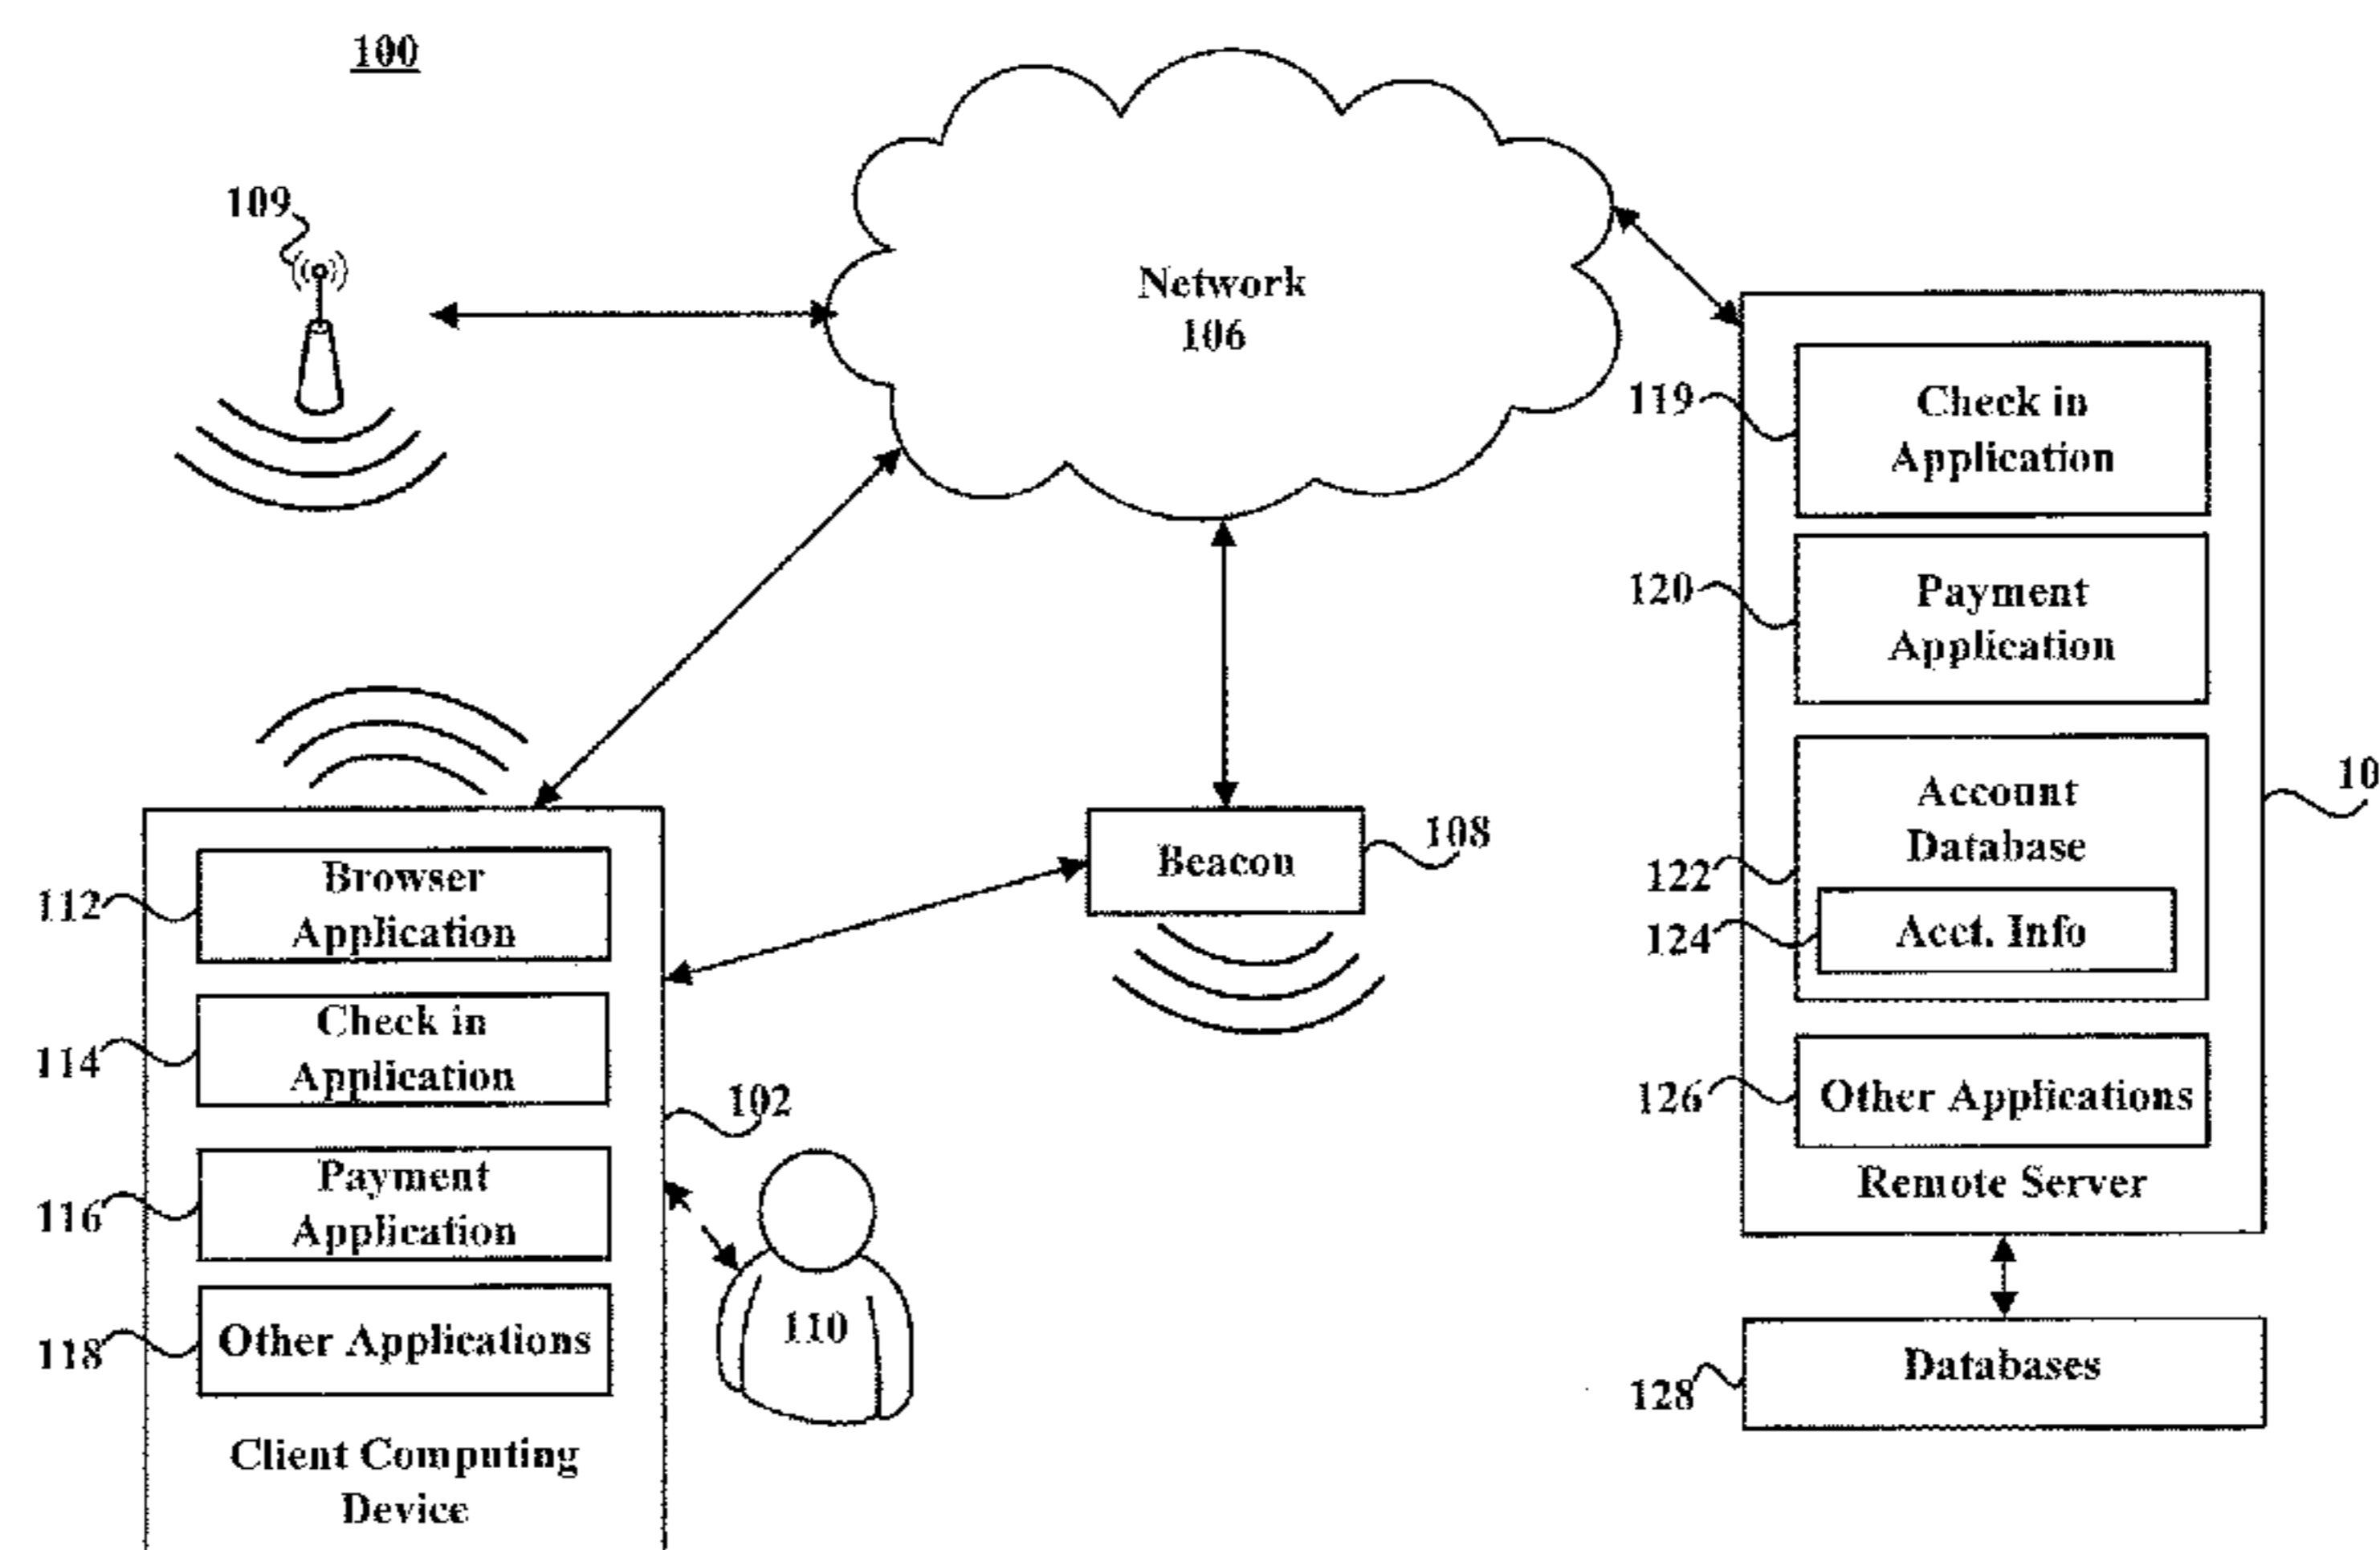 100
109
Network
106
119
Check in
Application
120
Payment
Application
122
Account
Database
124
Acct. Info
10
126
Other Applications
Remote Server
128
Databases
Beacon
108
112
Browser
Application
114
Check in
Application
102
116
Payment
Application
110
118
Other Applications
Client Computing
Device